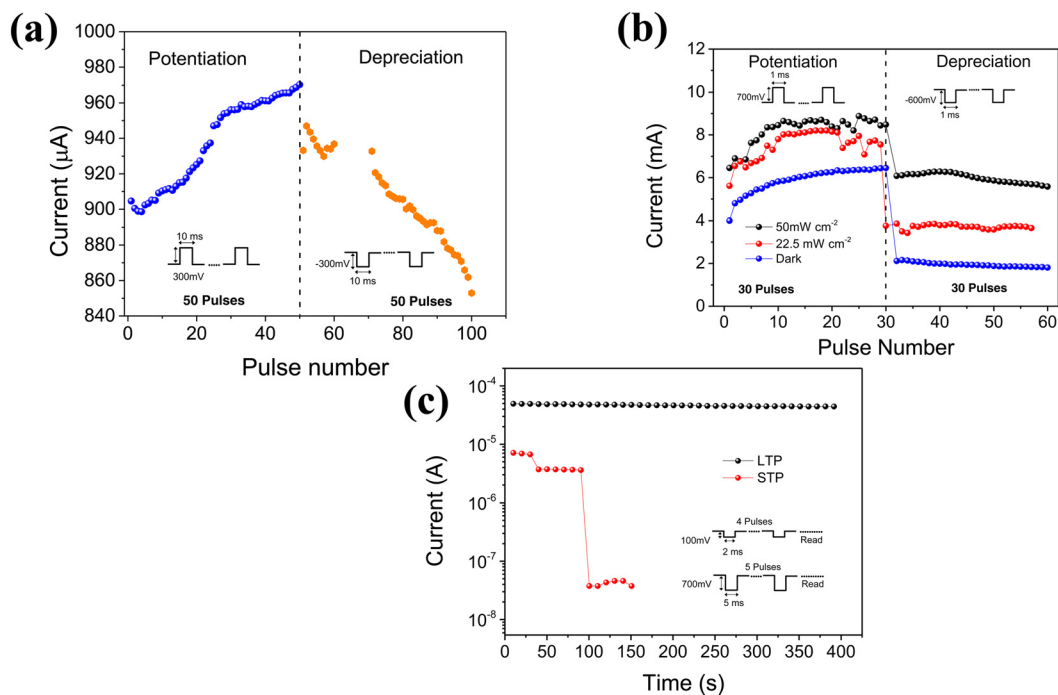 (a)
1000
980
960
940
920
900
880
860
840
Current (μA)
Potentiation
Depreciation
10 ms
300mV
50 Pulses
-300mV
10 ms
50 Pulses
0
20
40
60
80
100
Pulse number
(b)
12
10
8
6
4
2
0
Current (mA)
Potentiation
Depreciation
1 ms
700mV
-600mV
1 ms
50mW cm⁻²
22.5 mW cm⁻²
Dark
30 Pulses
30 Pulses
0
10
20
30
40
50
60
Pulse Number
(c)
10⁻⁴
10⁻⁵
10⁻⁶
10⁻⁷
10⁻⁸
Current (A)
LTP
STP
4 Pulses
100mV
Read
2 ms
5 Pulses
700mV
Read
5 ms
0
50
100
150
200
250
300
350
400
Time (s)